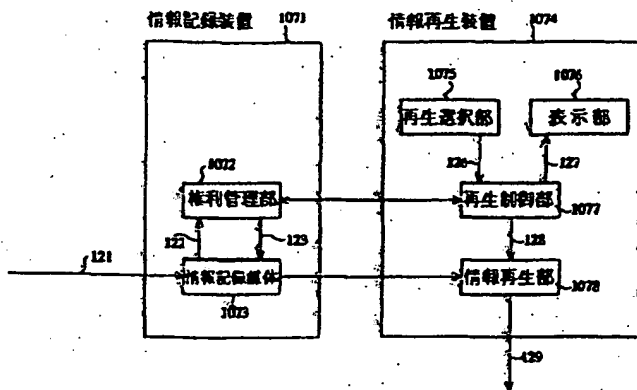 情報記録装置 1071
情報再生装置 1074
1075
1076
再生選択部
表示部
126
127
1072
権利管理部
再生制御部
1077
122
123
128
121
情報記録媒体
1073
情報再生部
1078
129